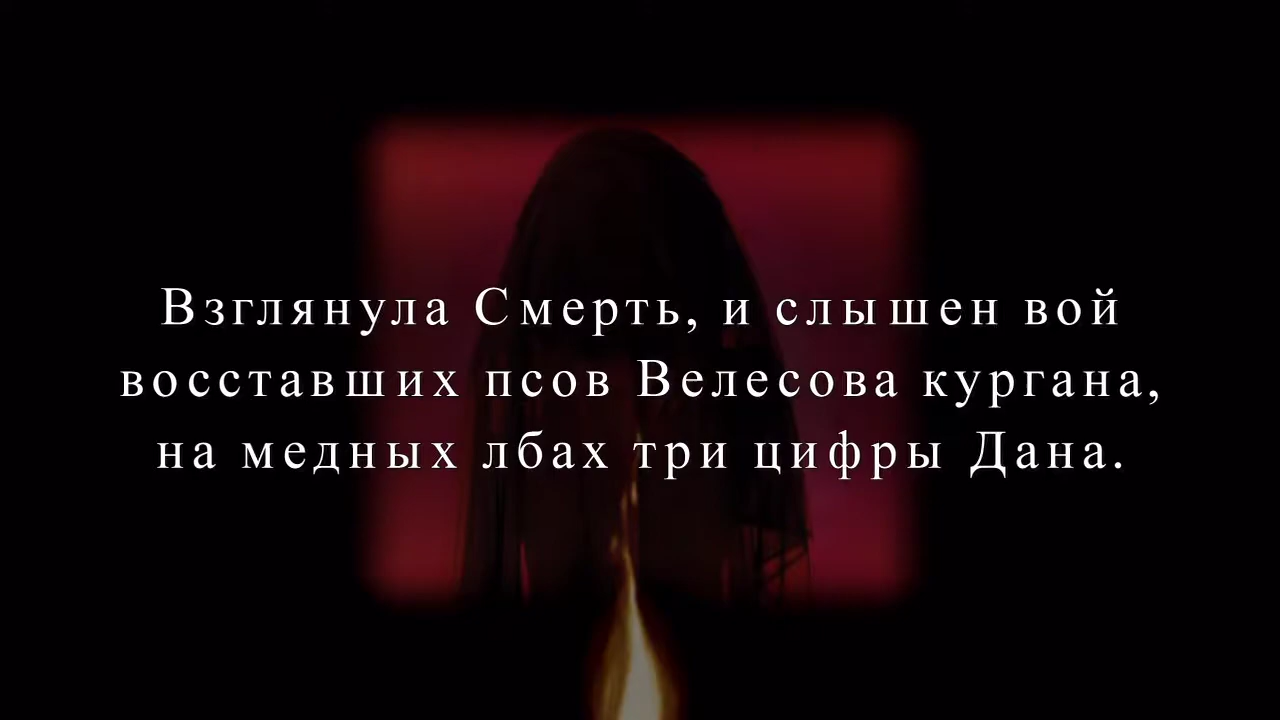 Взглянула Смерть, и слышен вой
восставших псов Велесова кургана,
на медных лбах три цифры Дана.